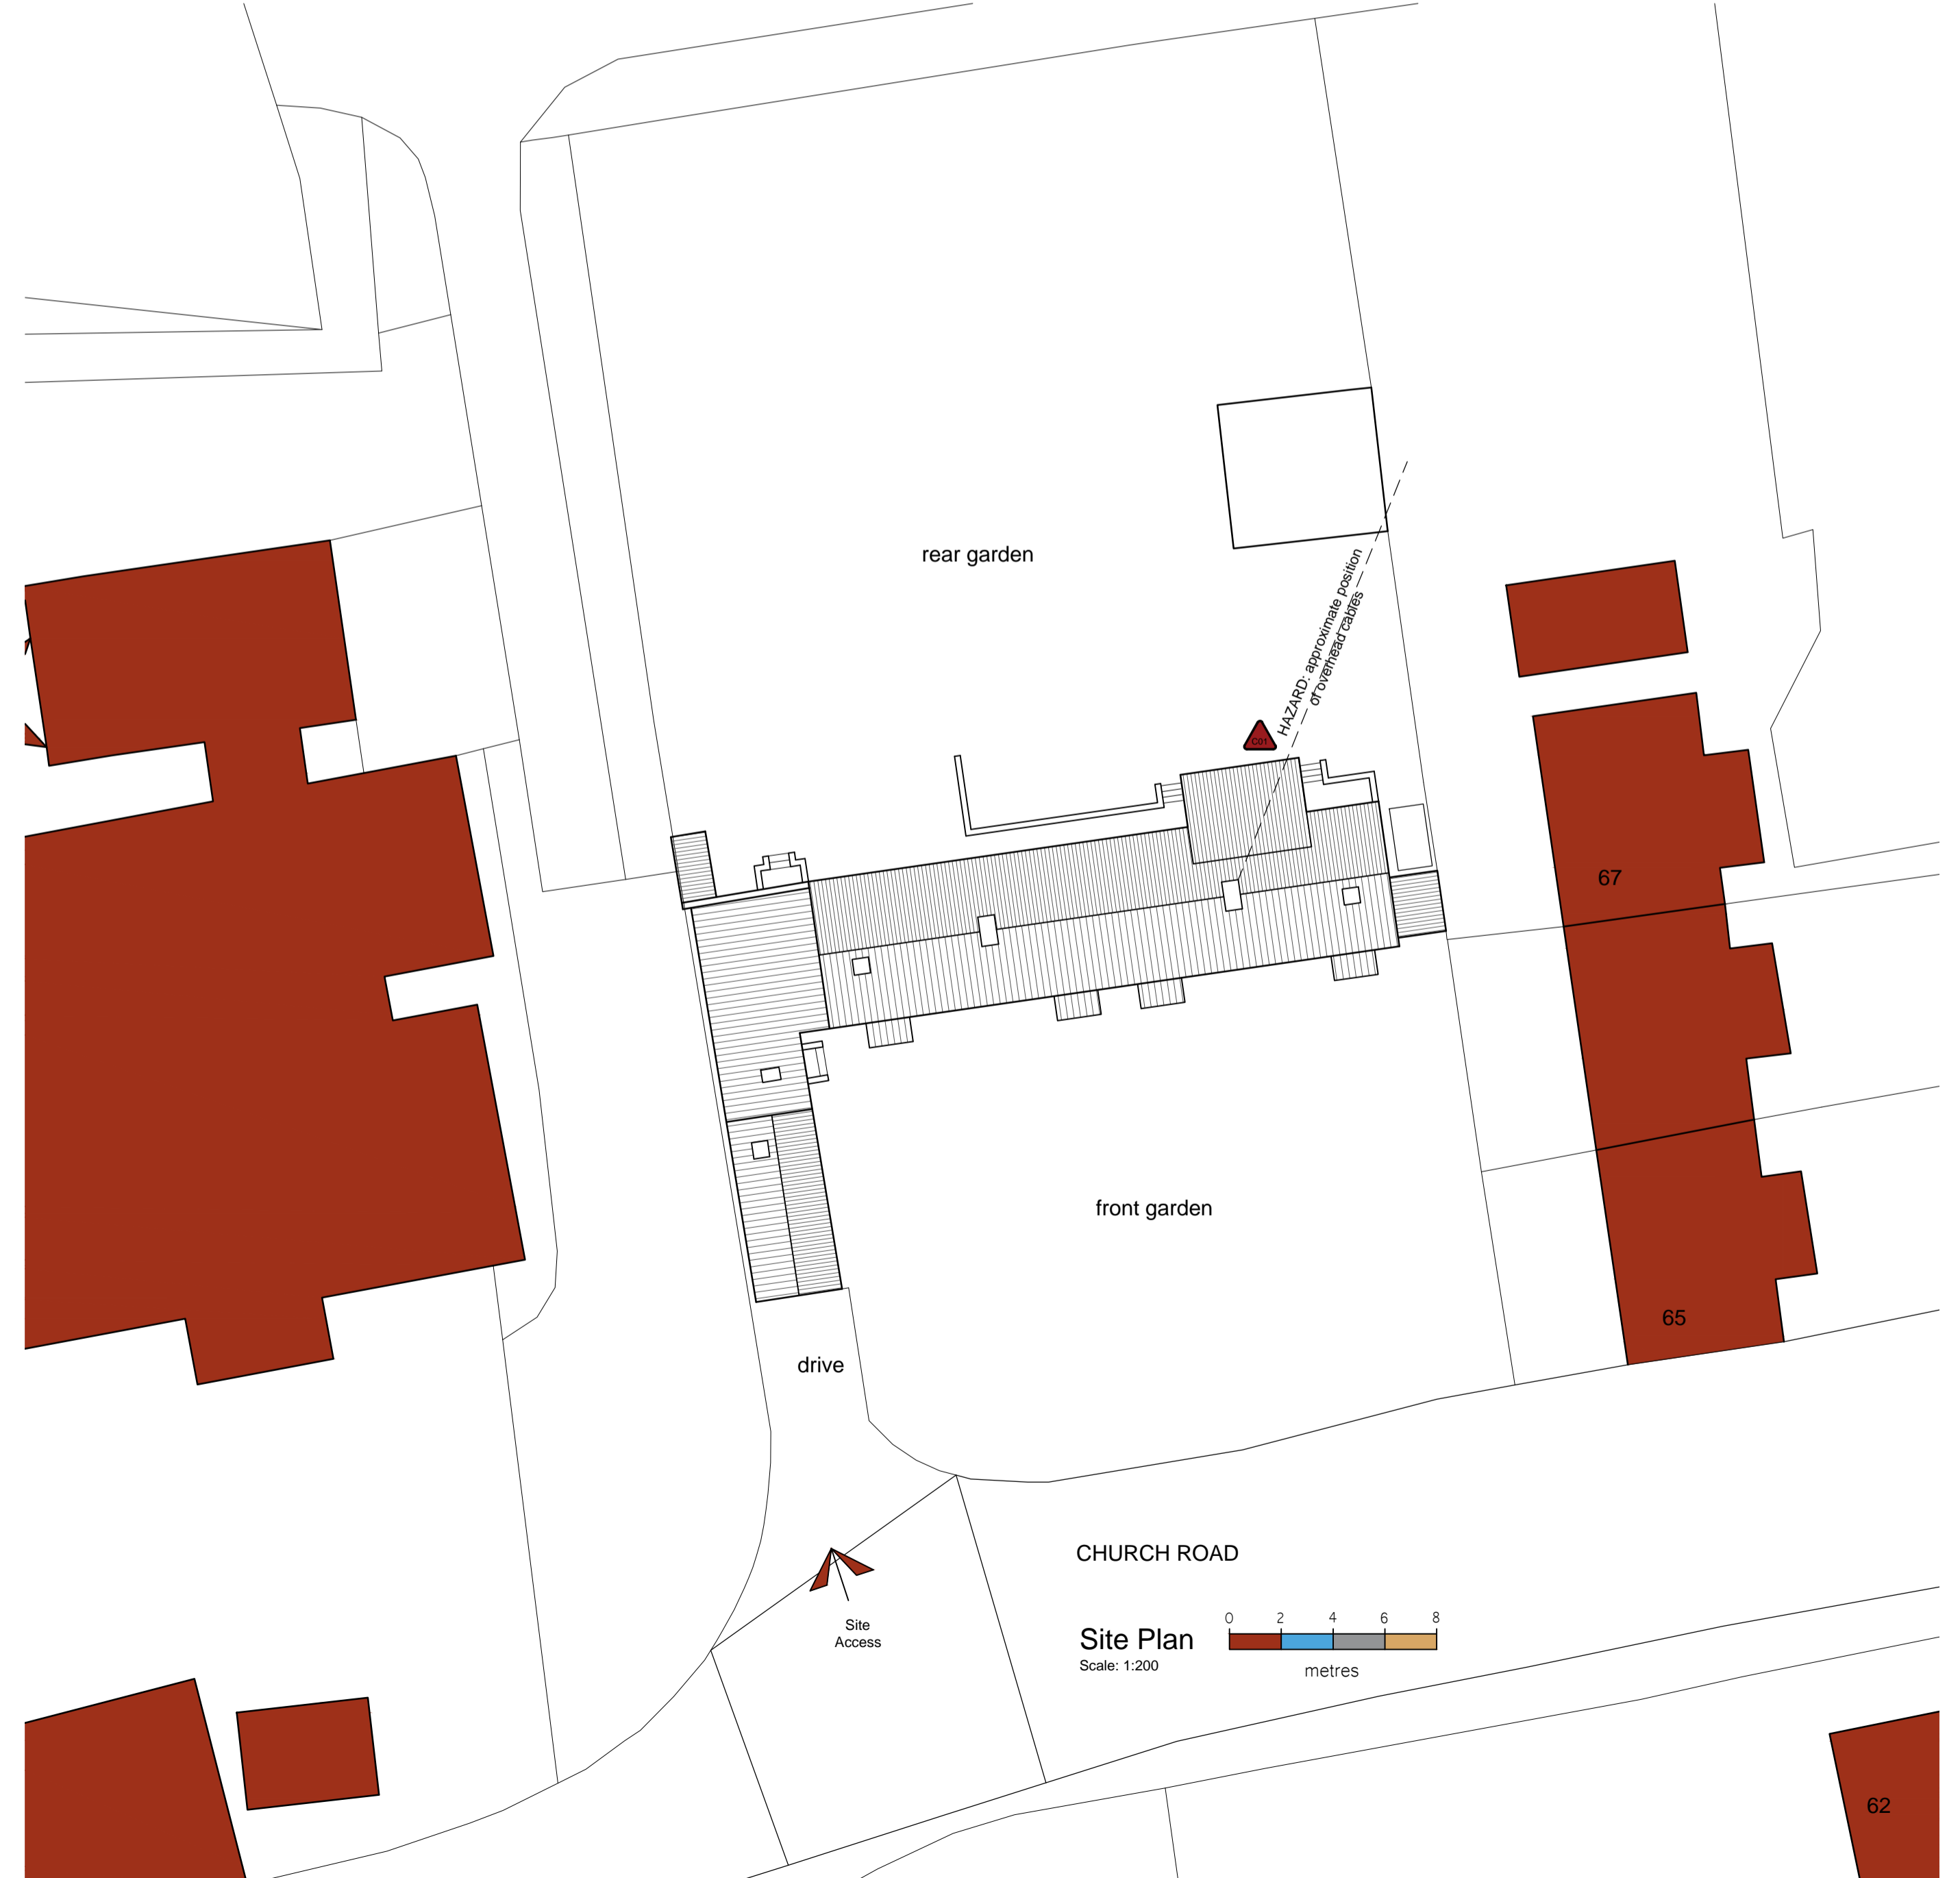 rear garden
HAZARD: approximate position
of overhead cables
C01
67
front garden
65
drive
CHURCH ROAD
Site
Access
Site Plan
Scale: 1:200
0 2 4 6 8
metres
62